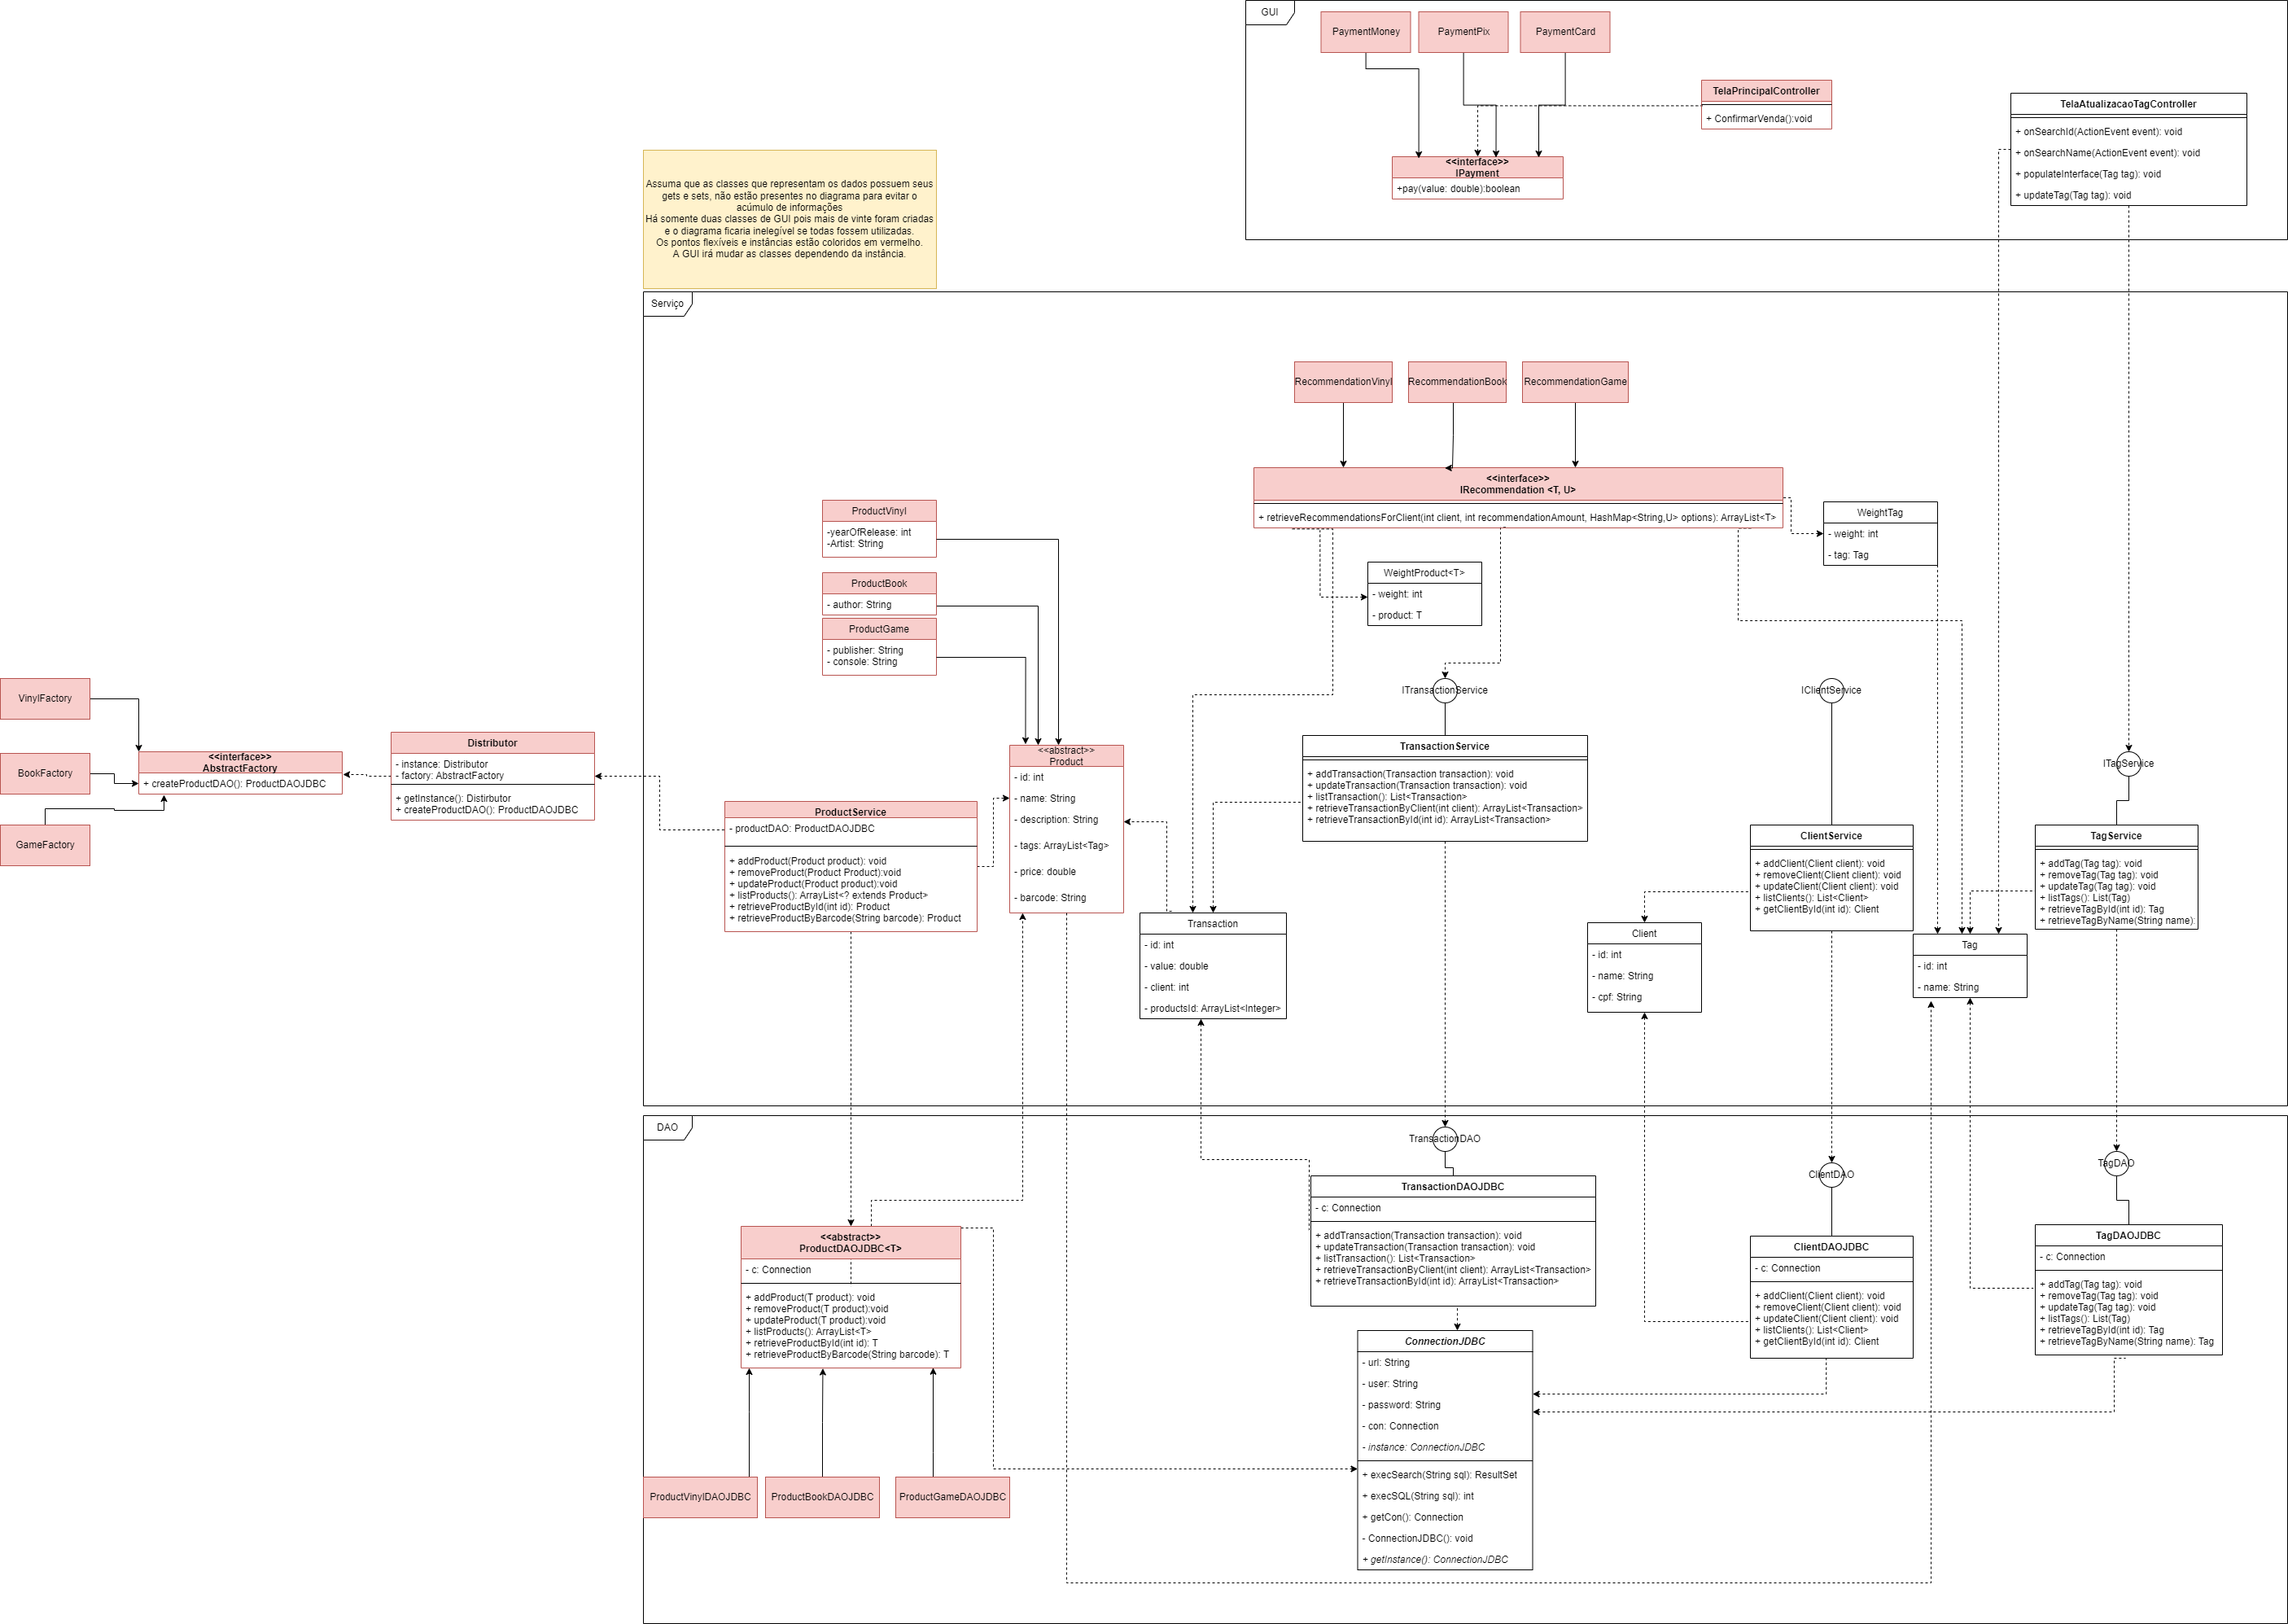 GUI
PaymentMoney
PaymentPix
PaymentCard
TelaPrincipalController
+ ConfirmarVenda():void
<<interface>>
IPayment
+pay(value: double):boolean
TelaAtualizacaoTagController
+ onSearchId(ActionEvent event): void
+ onSearchName(ActionEvent event): void
+ populateInterface(Tag tag): void
+ updateTag(Tag tag): void
Assuma que as classes que representam os dados possuem seus
gets e sets, não estão presentes no diagrama para evitar o
acúmulo de informações
Há somente duas classes de GUI pois mais de vinte foram criadas
e o diagrama ficaria inelegível se todas fossem utilizadas.
Os pontos flexíveis e instâncias estão coloridos em vermelho.
A GUI irá mudar as classes dependendo da instância.
Serviço
RecommendationVinyl
RecommendationBook
RecommendationGame
<<interface>>
IRecommendation <T, U>
+ retrieveRecommendationsForClient(int client, int recommendationAmount, HashMap<String,U> options): ArrayList<T>
WeightTag
- weight: int
- tag: Tag
WeightProduct<T>
- weight: int
- product: T
ProductVinyl
-yearOfRelease: int
-Artist: String
ProductBook
- author: String
ProductGame
- publisher: String
- console: String
VinylFactory
BookFactory
GameFactory
<<interface>>
AbstractFactory
+ createProductDAO(): ProductDAOJDBC
Distributor
- instance: Distributor
- factory: AbstractFactory
+ getInstance(): Distirbutor
+ createProductDAO(): ProductDAOJDBC
ProductService
- productDAO: ProductDAOJDBC
+ addProduct(Product product): void
+ removeProduct(Product Product):void
+ updateProduct(Product product):void
+ listProducts(): ArrayList<? extends Product>
+ retrieveProductById(int id): Product
+ retrieveProductByBarcode(String barcode): Product
<<abstract>>
Product
- id: int
- name: String
- description: String
- tags: ArrayList<Tag>
- price: double
- barcode: String
Transaction
- id: int
- value: double
- client: int
- productsId: ArrayList<Integer>
ITransactionService
TransactionService
+ addTransaction(Transaction transaction): void
+ updateTransaction(Transaction transaction): void
+ listTransaction(): List<Transaction>
+ retrieveTransactionByClient(int client): ArrayList<Transaction>
+ retrieveTransactionById(int id): ArrayList<Transaction>
IClientService
ClientService
+ addClient(Client client): void
+ removeClient(Client client): void
+ updateClient(Client client): void
+ listClients(): List<Client>
+ getClientById(int id): Client
Client
- id: int
- name: String
- cpf: String
ITagService
TagService
+ addTag(Tag tag): void
+ removeTag(Tag tag): void
+ updateTag(Tag tag): void
+ listTags(): List(Tag)
+ retrieveTagById(int id): Tag
+ retrieveTagByName(String name):
Tag
- id: int
- name: String
DAO
<<abstract>>
ProductDAOJDBC<T>
- c: Connection
+ addProduct(T product): void
+ removeProduct(T product):void
+ updateProduct(T product):void
+ listProducts(): ArrayList<T>
+ retrieveProductById(int id): T
+ retrieveProductByBarcode(String barcode): T
ProductVinylDAOJDBC
ProductBookDAOJDBC
ProductGameDAOJDBC
TransactionDAO
TransactionDAOJDBC
- c: Connection
+ addTransaction(Transaction transaction): void
+ updateTransaction(Transaction transaction): void
+ listTransaction(): List<Transaction>
+ retrieveTransactionByClient(int client): ArrayList<Transaction>
+ retrieveTransactionById(int id): ArrayList<Transaction>
ConnectionJDBC
- url: String
- user: String
- password: String
- con: Connection
- instance: ConnectionJDBC
+ execSearch(String sql): ResultSet
+ execSQL(String sql): int
+ getCon(): Connection
- ConnectionJDBC(): void
+ getInstance(): ConnectionJDBC
ClientDAO
ClientDAOJDBC
- c: Connection
+ addClient(Client client): void
+ removeClient(Client client): void
+ updateClient(Client client): void
+ listClients(): List<Client>
+ getClientById(int id): Client
TagDAO
TagDAOJDBC
- c: Connection
+ addTag(Tag tag): void
+ removeTag(Tag tag): void
+ updateTag(Tag tag): void
+ listTags(): List(Tag)
+ retrieveTagById(int id): Tag
+ retrieveTagByName(String name): Tag